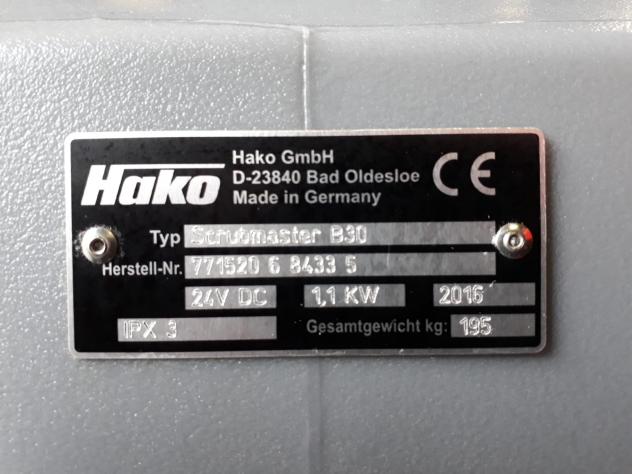 Hako
Hako GmbH
D-23840 Bad Oldesloe
Made in Germany
CE
Typ Scrubmaster B30
Herstell-Nr. 771520 6 8433 5
24V DC 1,1 KW 2016
IPX 3 Gesamtgewicht kg: 195